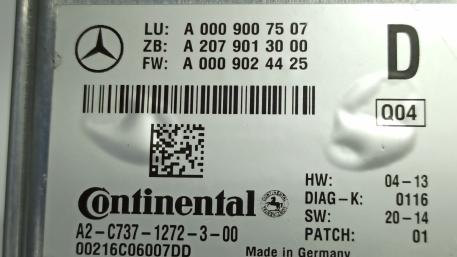 LU: A 000 900 75 07
ZB: A 207 901 30 00
FW: A 000 902 44 25
D
Q04
Continental
HW: 04-13
DIAG-K: 0116
SW: 20-14
PATCH: 01
A2-C737-1272-3-00
00216C06007DD
Made in Germany